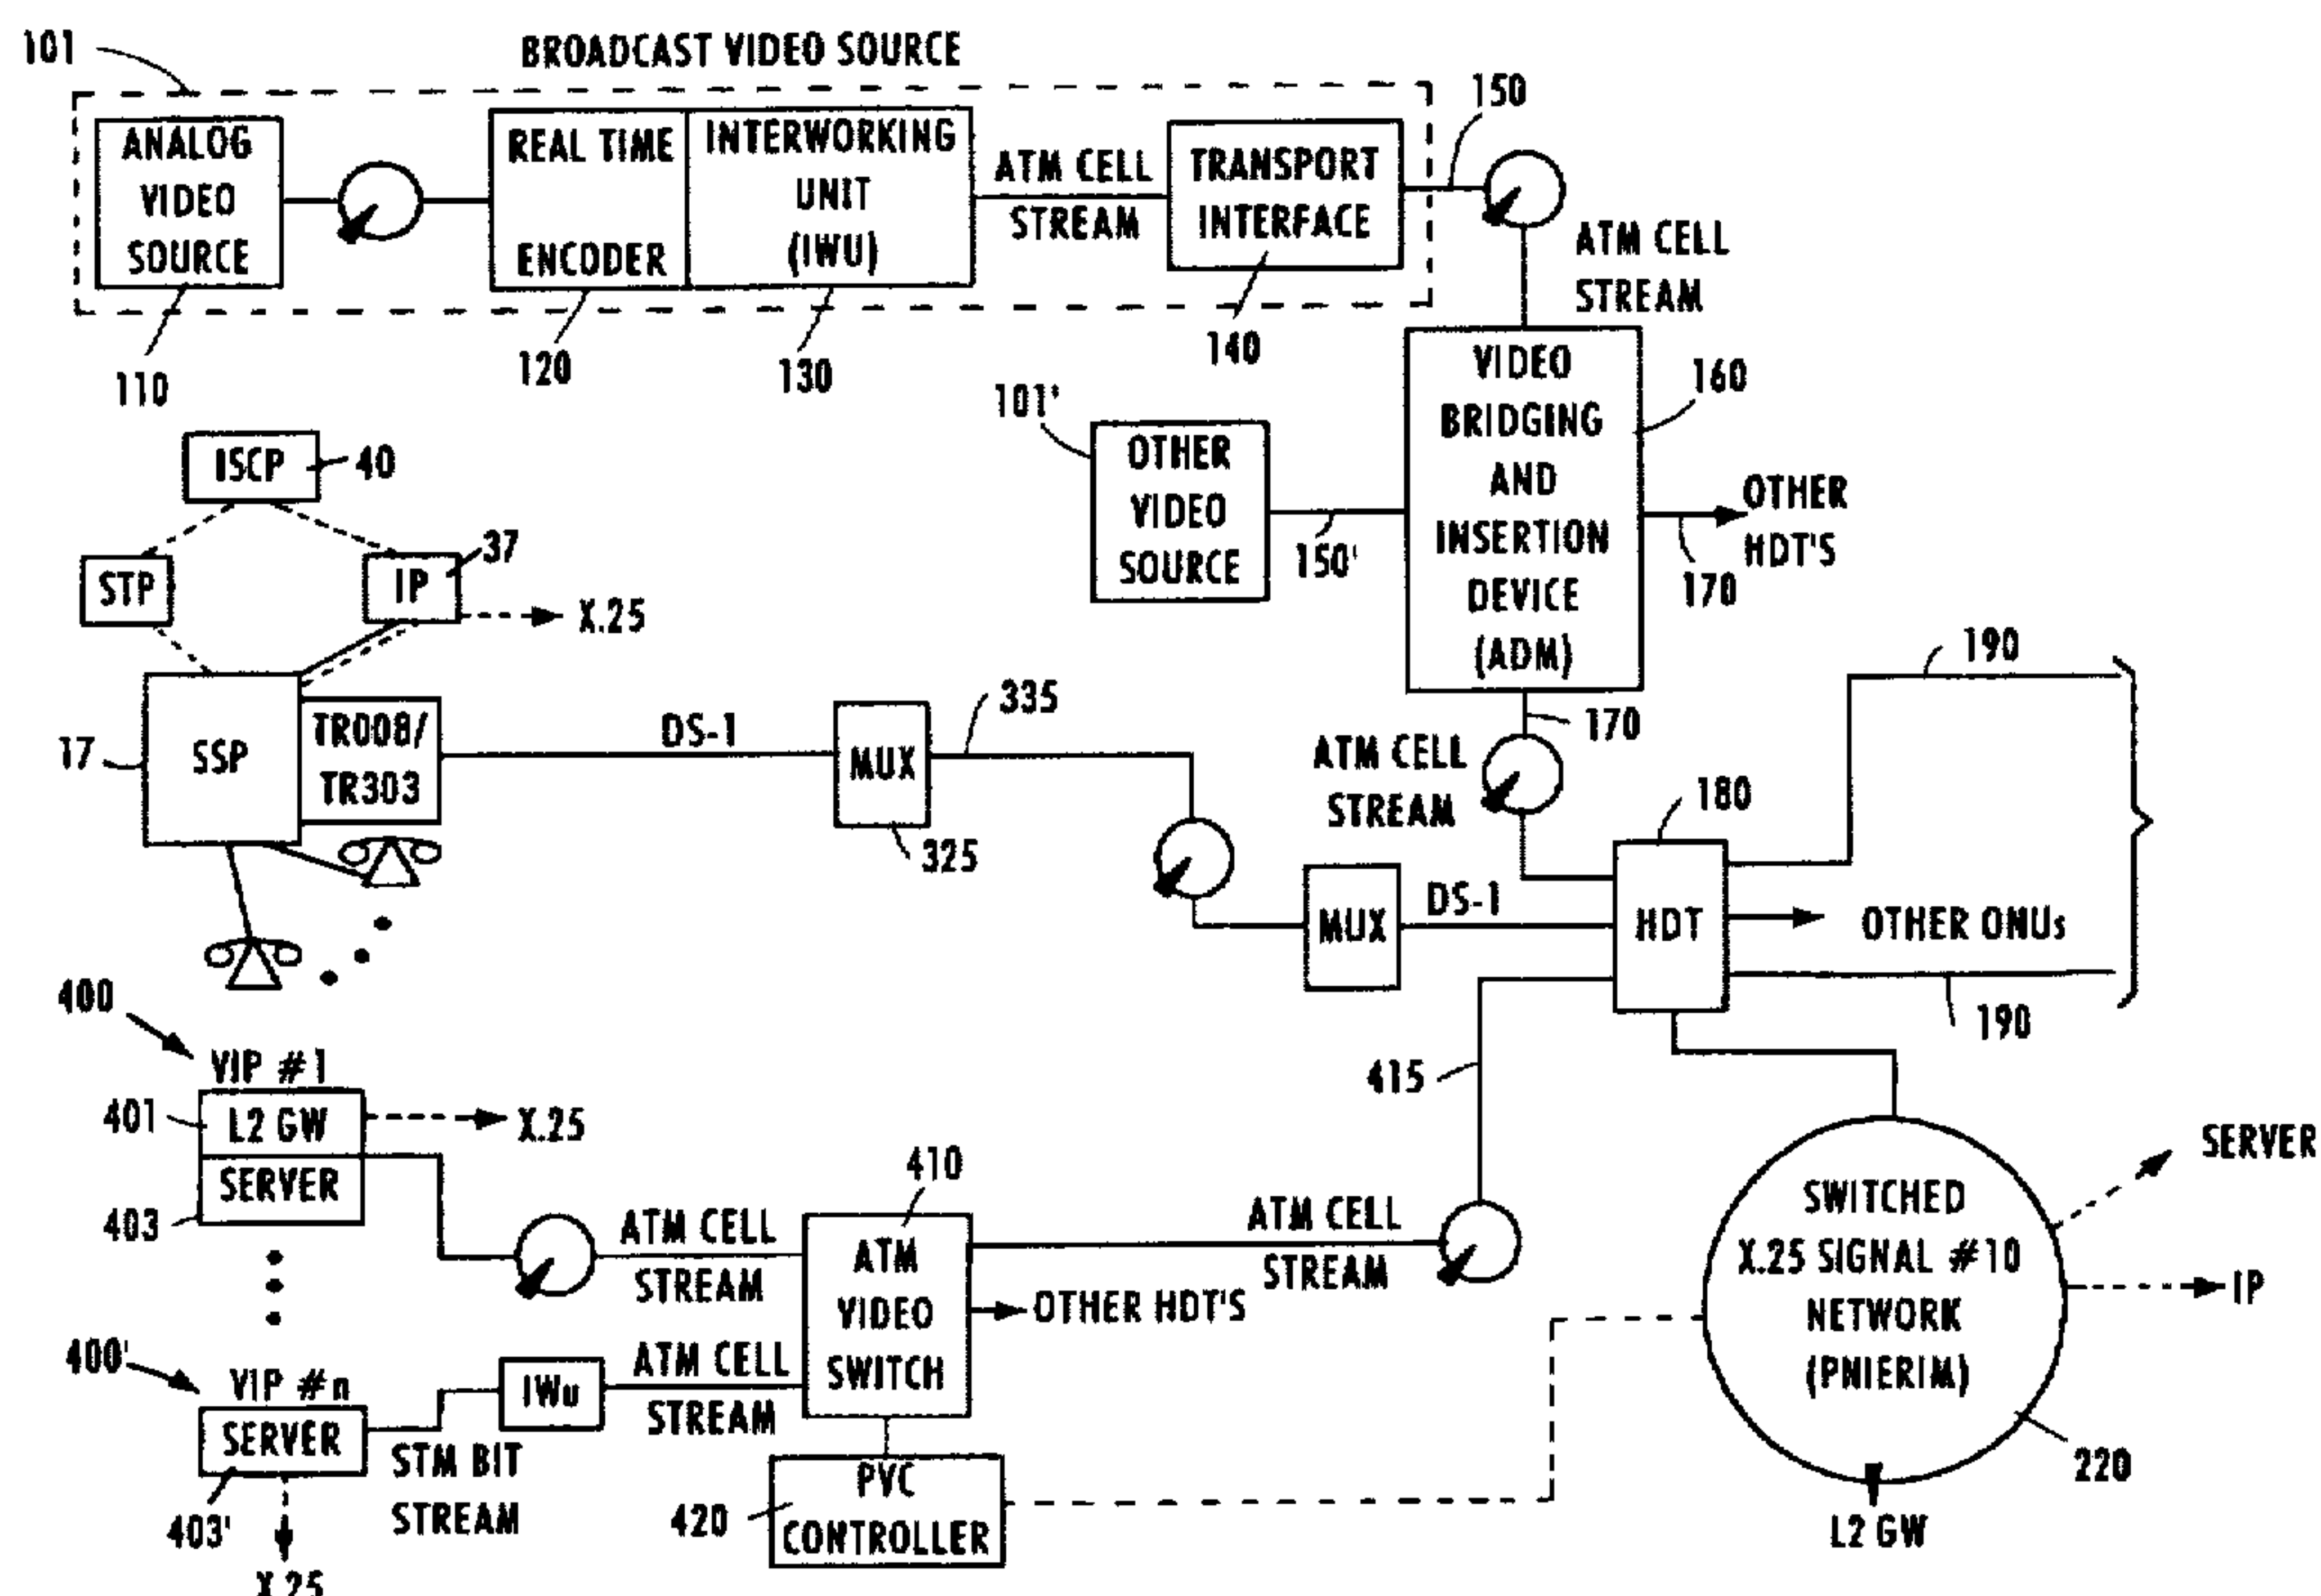 101
BROADCAST VIDEO SOURCE
150
ANALOG
VIDEO
SOURCE
REAL TIME
ENCODER
INTERWORKING
UNIT
(IWU)
ATM CELL
STREAM
TRANSPORT
INTERFACE
ATM CELL
STREAM
110
120
130
140
VIDEO
BRIDGING
AND
INSERTION
DEVICE
(ADM)
160
101'
OTHER
VIDEO
SOURCE
150'
OTHER
HDT'S
170
ISCP
40
STP
IP
37
X.25
190
17
SSP
TR008/
TR303
DS-1
MUX
335
325
170
ATM CELL
STREAM
180
MUX
DS-1
HDT
OTHER ONUs
190
400
VIP #1
401
L2 GW
X.25
SERVER
403
415
410
ATM CELL
STREAM
ATM
VIDEO
SWITCH
ATM CELL
STREAM
OTHER HDT'S
SERVER
SWITCHED
X.25 SIGNAL #10
NETWORK
(PNIERIM)
IP
220
L2 GW
400'
VIP #n
SERVER
IWu
ATM CELL
STREAM
STM BIT
STREAM
403'
X.25
420
PVC
CONTROLLER